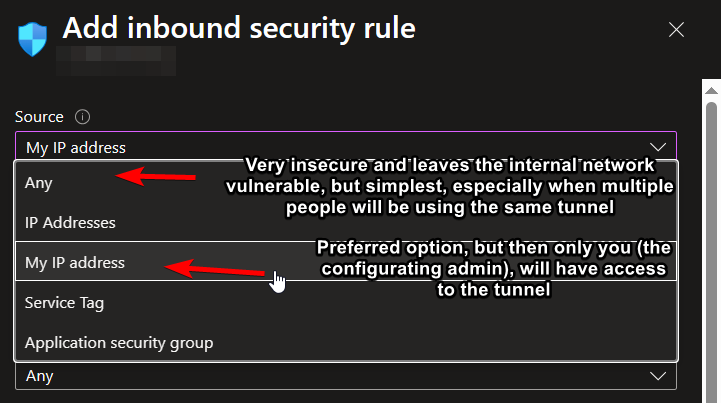 Add inbound security rule
Source
My IP address
Any
Very insecure and leaves the internal network
vulnerable, but simplest, especially when multiple
people will be using the same tunnel
IP Addresses
My IP address
Preferred option, but then only you (the
configurating admin), will have access
to the tunnel
Service Tag
Application security group
Any